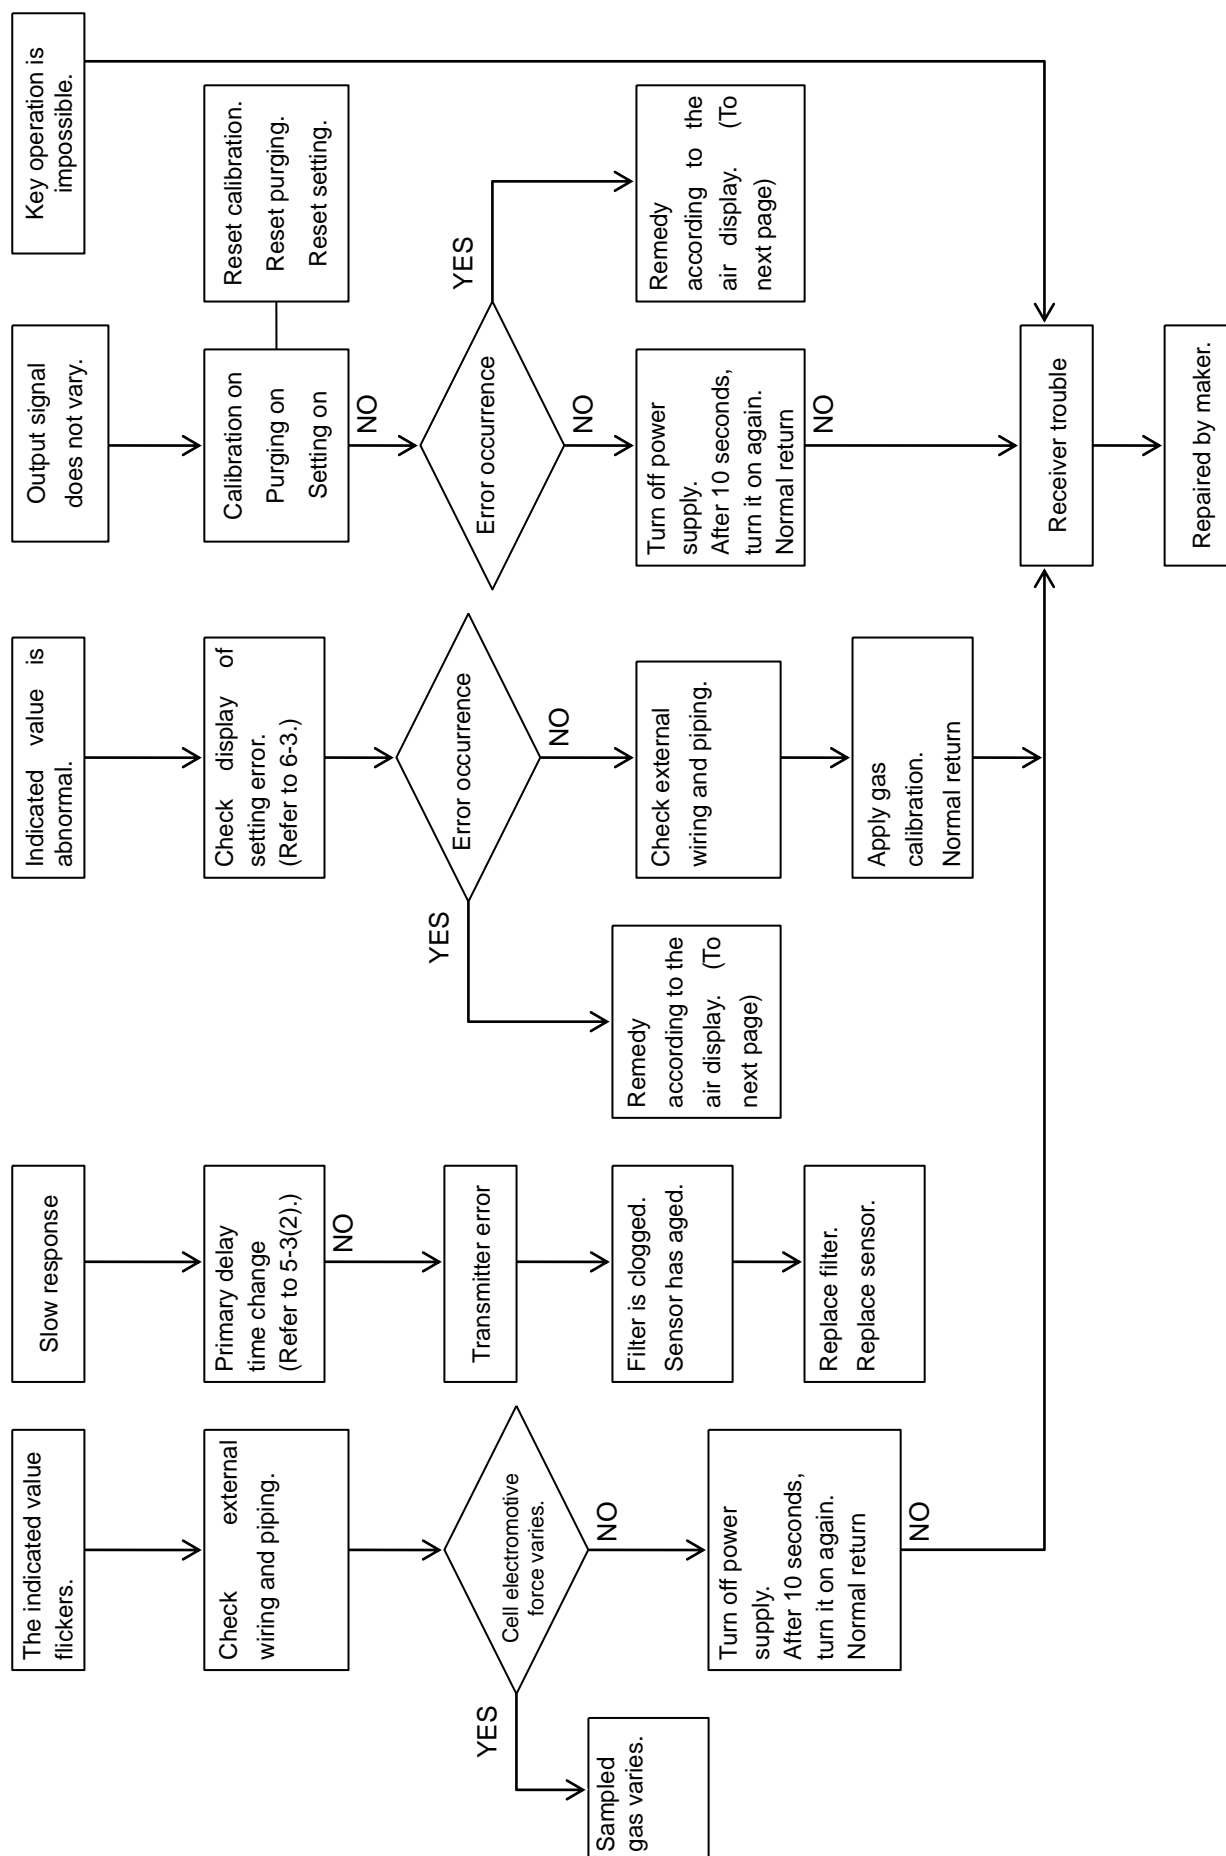 The indicated value
flickers.
Check external
wiring and piping.
Cell electromotive
force varies.
YES
Sampled
gas varies.
NO
Turn off power
supply.
After 10 seconds,
turn it on again.
Normal return
NO
Slow response
Primary delay
time change
(Refer to 5-3(2).)
NO
Transmitter error
Filter is clogged.
Sensor has aged.
Replace filter.
Replace sensor.
Indicated value is
abnormal.
Check display of
setting error.
(Refer to 6-3.)
Error occurrence
YES
Remedy
according to the
air display. (To
next page)
NO
Check external
wiring and piping.
Apply gas
calibration.
Normal return
Output signal
does not vary.
Calibration on
Purging on
Setting on
Reset calibration.
Reset purging.
Reset setting.
NO
Error occurrence
YES
Remedy
according to the
air display. (To
next page)
NO
Turn off power
supply.
After 10 seconds,
turn it on again.
Normal return
NO
Key operation is
impossible.
Receiver trouble
Repaired by maker.